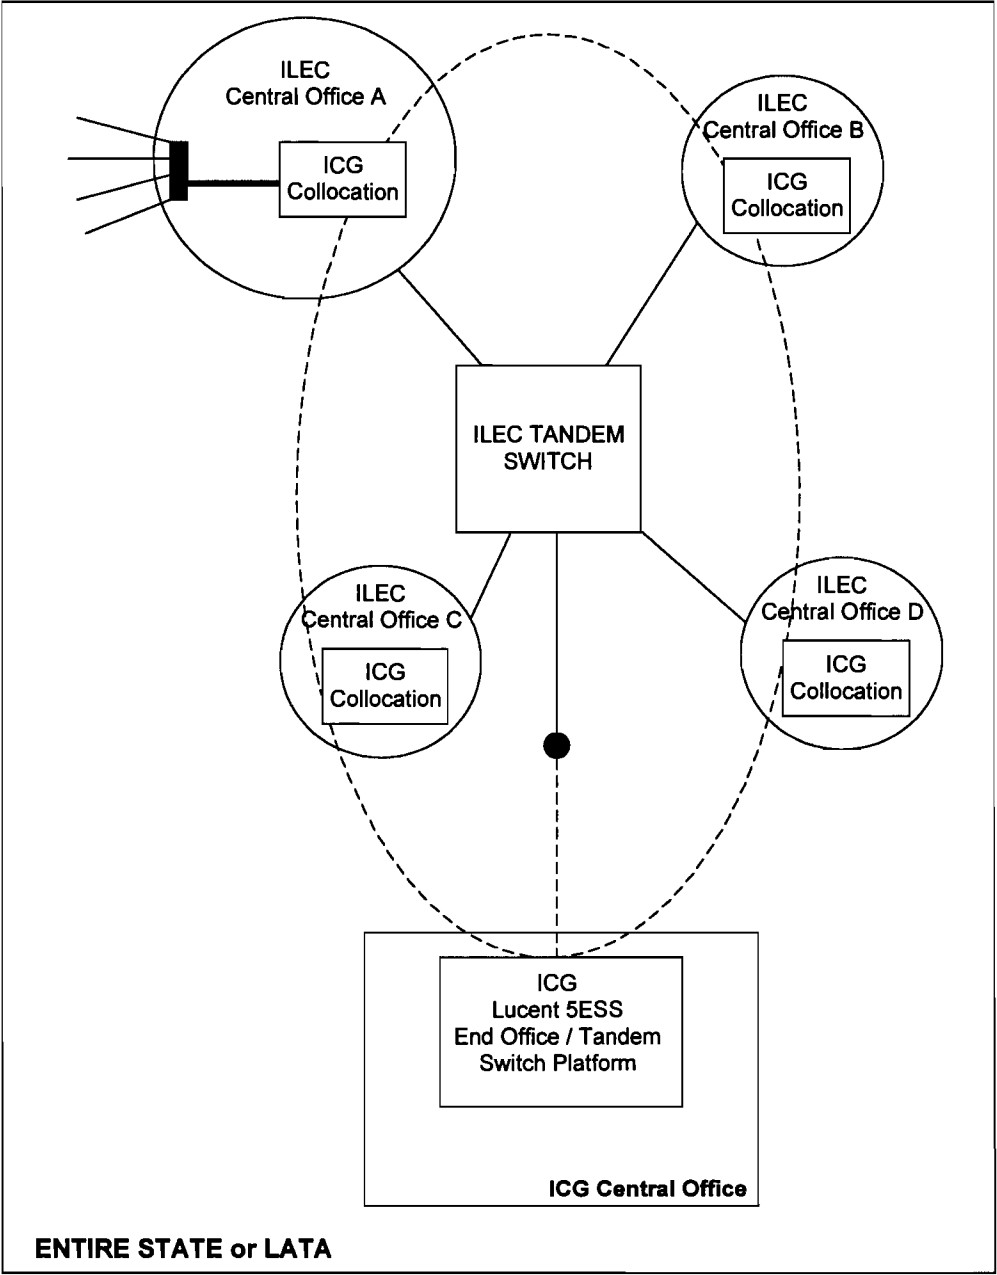 ILEC
Central Office A
ICG
Collocation
ILEC
Central Office B
ICG
Collocation
ILEC TANDEM
SWITCH
ILEC
Central Office C
ICG
Collocation
ILEC
Central Office D
ICG
Collocation
ICG
Lucent 5ESS
End Office / Tandem
Switch Platform
ICG Central Office
ENTIRE STATE or LATA